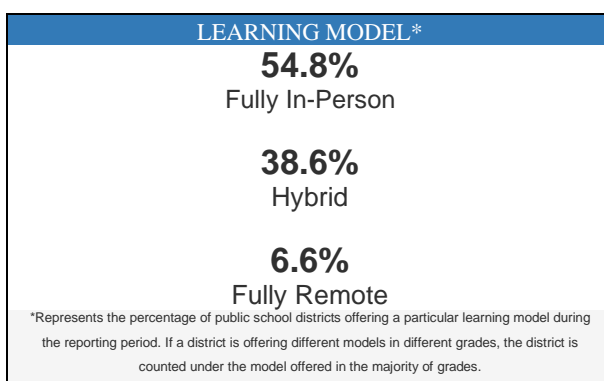 LEARNING MODEL*
54.8%
Fully In-Person
38.6%
Hybrid
6.6%
Fully Remote
*Represents the percentage of public school districts offering a particular learning model during
the reporting period. If a district is offering different models in different grades, the district is
counted under the model offered in the majority of grades.